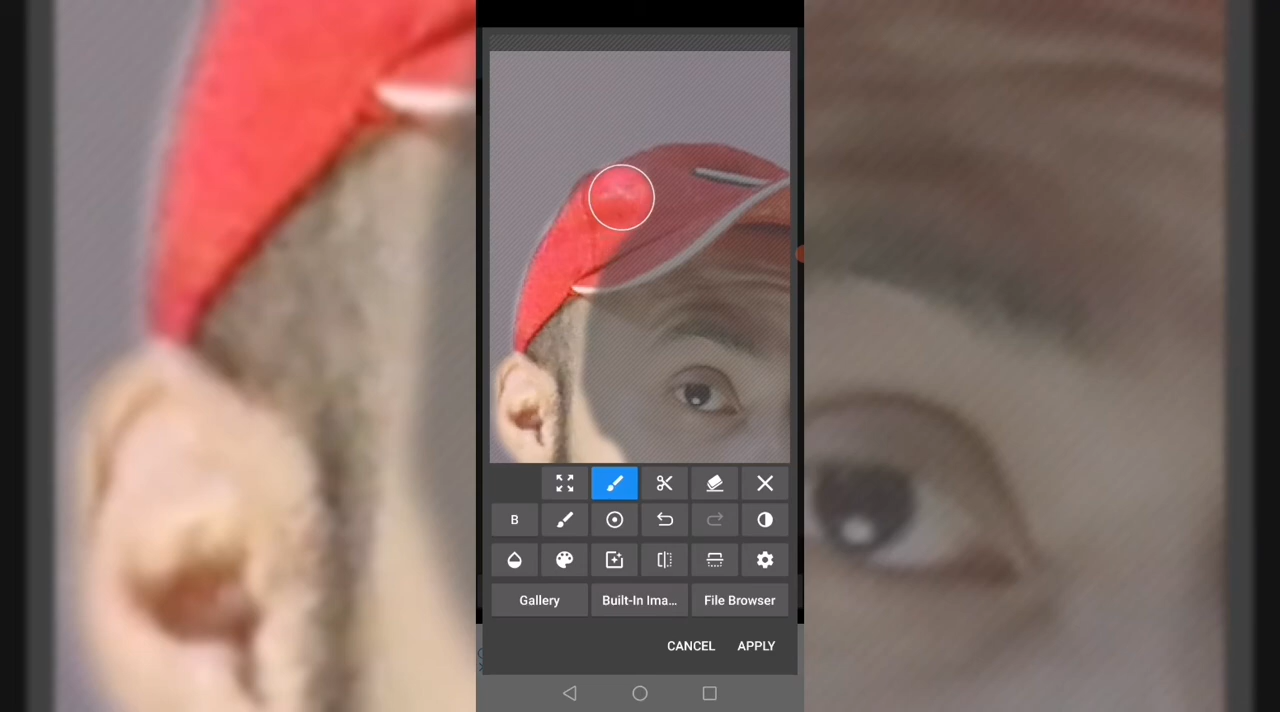 B
Gallery
Built-In Ima...
File Browser
CANCEL
APPLY